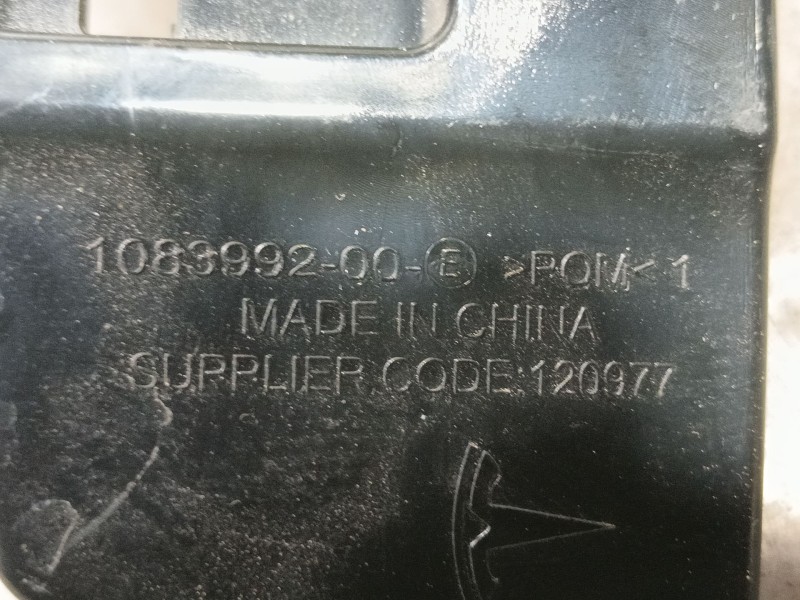 1083992-00-E >POM< 1
MADE IN CHINA
SUPPLIER CODE:120977